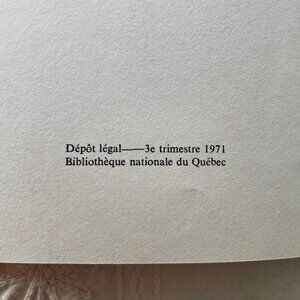 Dépôt légal——3e trimestre 1971
Bibliothèque nationale du Québec